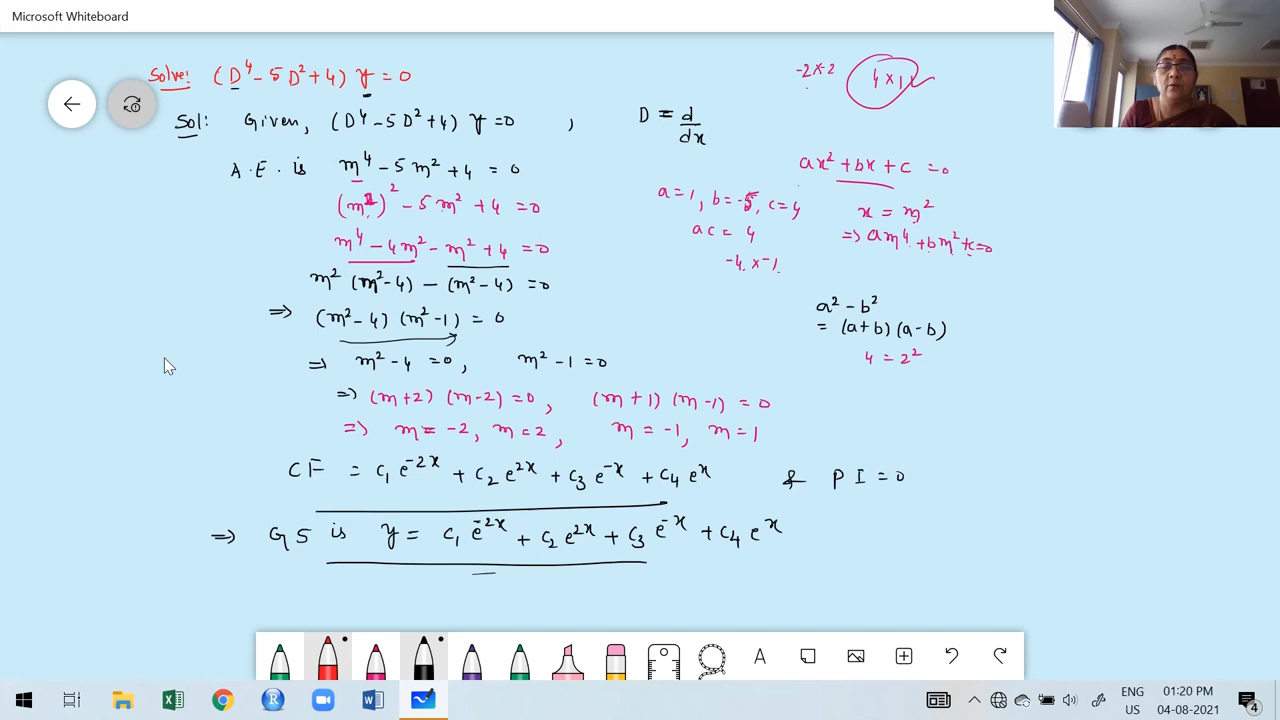 Microsoft Whiteboard
Solve: (D⁴ - 5D² + 4) y = 0
-2 x -2
4 x 1
Sol: Given, (D⁴ - 5D² + 4) y = 0 , D = d/dx
A.E. is m⁴ - 5m² + 4 = 0
ax² + bx + c = 0
(m²)² - 5m² + 4 = 0
a = 1, b = -5, c = 4
x = m²
ac = 4
⇒ am⁴ + bm² + c = 0
m⁴ - 4m² - m² + 4 = 0
-4 x -1
m² (m² - 4) - (m² - 4) = 0
⇒ (m² - 4) (m² - 1) = 0
a² - b²
= (a + b) (a - b)
4 = 2²
⇒ m² - 4 = 0, m² - 1 = 0
⇒ (m + 2) (m - 2) = 0, (m + 1) (m - 1) = 0
⇒ m = -2, m = 2, m = -1, m = 1
CF = c₁ e⁻²ˣ + c₂ e²ˣ + c₃ e⁻ˣ + c₄ eˣ & PI = 0
⇒ GS is y = c₁ e⁻²ˣ + c₂ e²ˣ + c₃ e⁻ˣ + c₄ eˣ
A
ENG
US
01:20 PM
04-08-2021
4